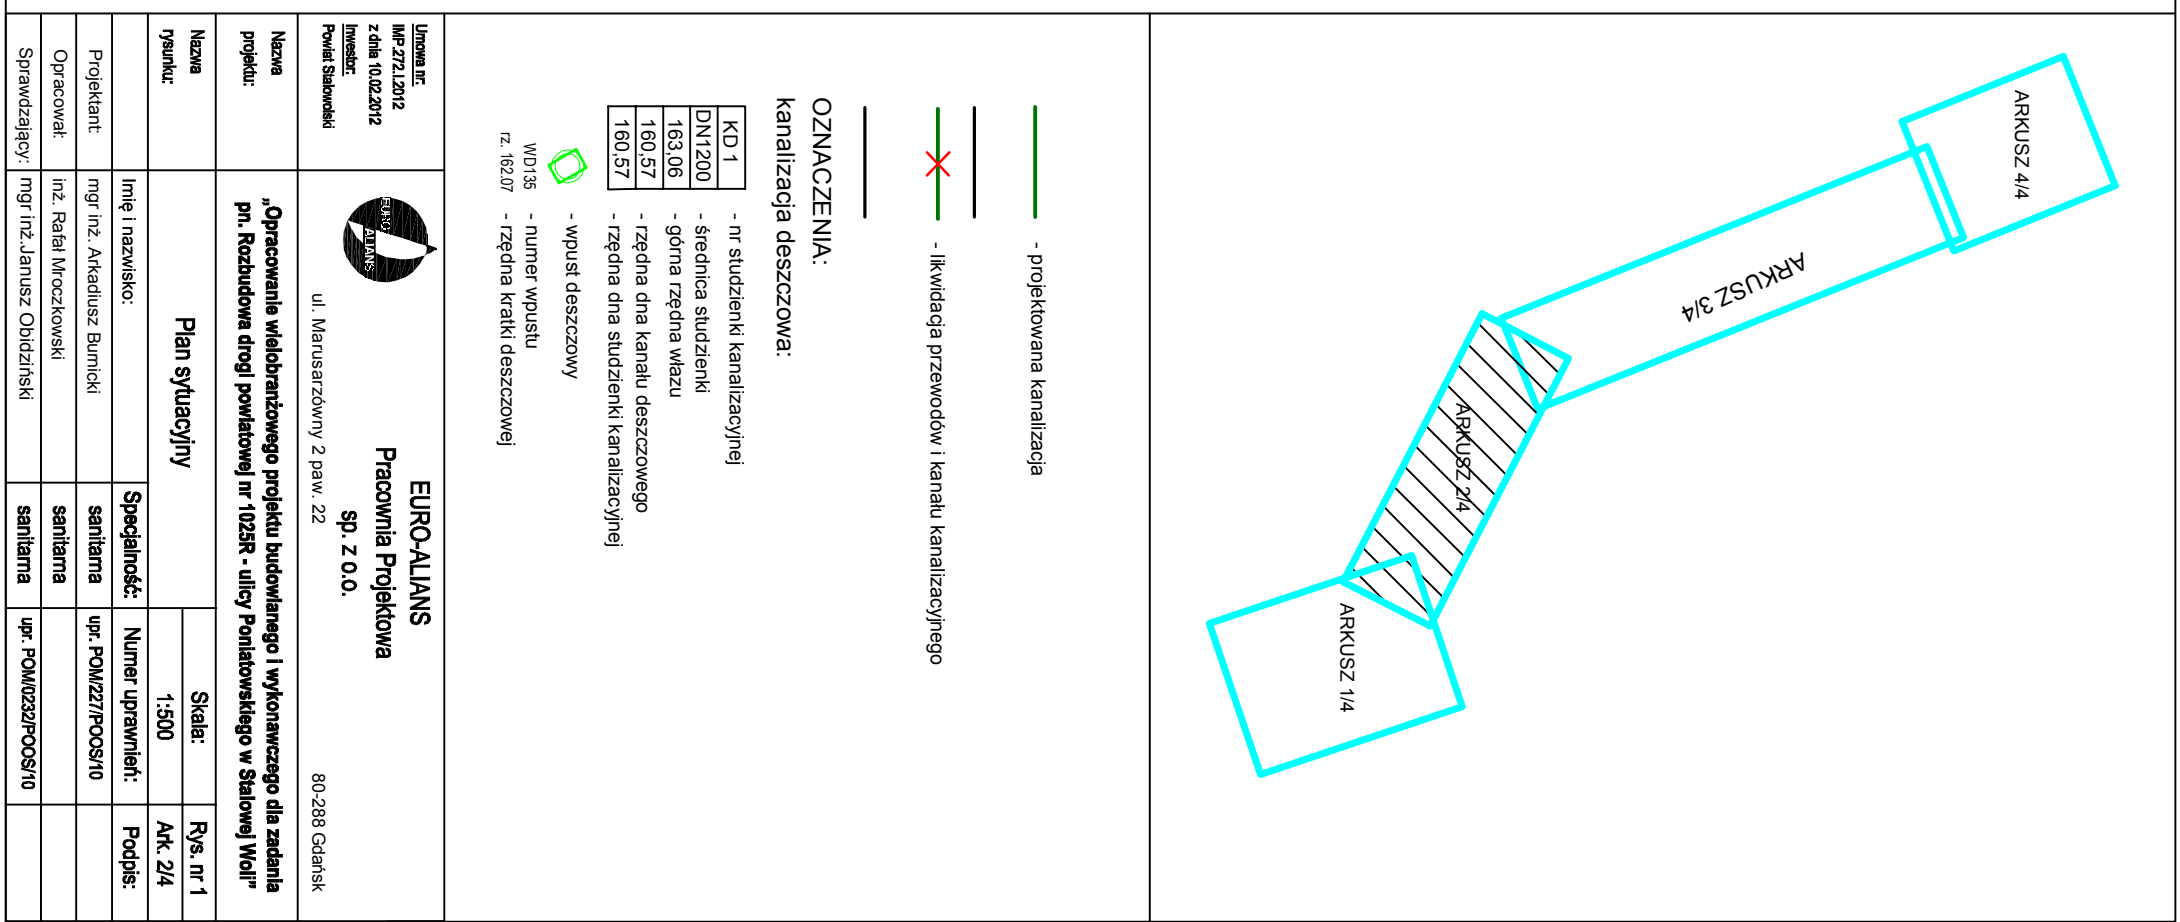 ARKUSZ 4/4
ARKUSZ 3/4
ARKUSZ 2/4
ARKUSZ 1/4
- projektowana kanalizacja
- likwidacja przewodów i kanału kanalizacyjnego
OZNACZENIA:
kanalizacja deszczowa:
KD 1 - nr studzienki kanalizacyjnej
DN1200 - średnica studzienki
163,06 - górna rzędna włazu
160,57 - rzędna dna kanału deszczowego
160,57 - rzędna dna studzienki kanalizacyjnej
- wpust deszczowy
WD135 - numer wpustu
rz. 162.07 - rzędna kratki deszczowej
Umowa nr:
IMP.272.I.2012
z dnia 10.02.2012
Inwestor:
Powiat Stalowolski
EURO ALIANS
EURO-ALIANS
Pracownia Projektowa
sp. z o.o.
ul. Marusarzówny 2 paw. 22 80-288 Gdańsk
Nazwa
projektu:
„Opracowanie wielobranżowego projektu budowlanego i wykonawczego dla zadania
pn. Rozbudowa drogi powiatowej nr 1025R - ulicy Poniatowskiego w Stalowej Woli”
Nazwa
rysunku:
Plan sytuacyjny
Skala: Rys. nr 1
1:500 Ark. 2/4
Imię i nazwisko: Specjalność: Numer uprawnień: Podpis:
Projektant: mgr inż. Arkadiusz Burnicki sanitarna upr. POM/227/POOS/10
Opracował: inż. Rafał Mroczkowski sanitarna
Sprawdzający: mgr inż.Janusz Obidziński sanitarna upr. POM/0232/POOS/10